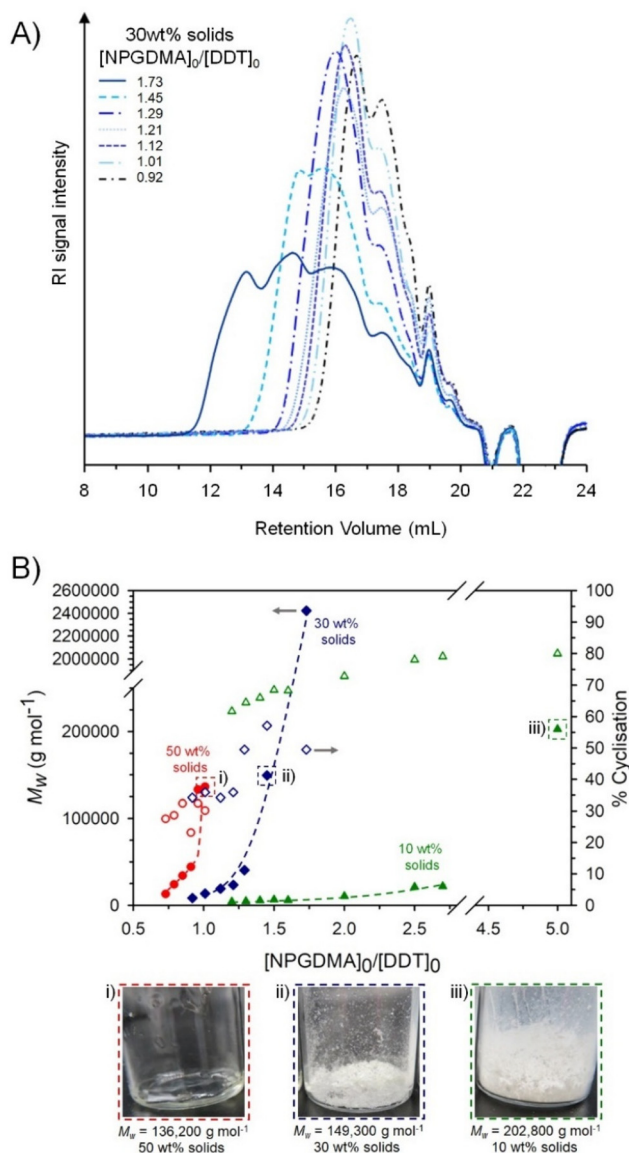 A)
30wt% solids
[NPGDMA]₀/[DDT]₀
1.73
1.45
1.29
1.21
1.12
1.01
0.92
RI signal intensity
8 10 12 14 16 18 20 22 24
Retention Volume (mL)
B)
2600000
2400000
2200000
2000000
200000
100000
0
Mw (g mol⁻¹)
100
90
80
70
60
50
40
30
20
10
0
% Cyclisation
50 wt%
solids
30 wt%
solids
10 wt%
solids
i)
ii)
iii)
0.5 1.0 1.5 2.0 2.5 4.5 5.0
[NPGDMA]₀/[DDT]₀
i)
ii)
iii)
Mw = 136,200 g mol⁻¹
50 wt% solids
Mw = 149,300 g mol⁻¹
30 wt% solids
Mw = 202,800 g mol⁻¹
10 wt% solids